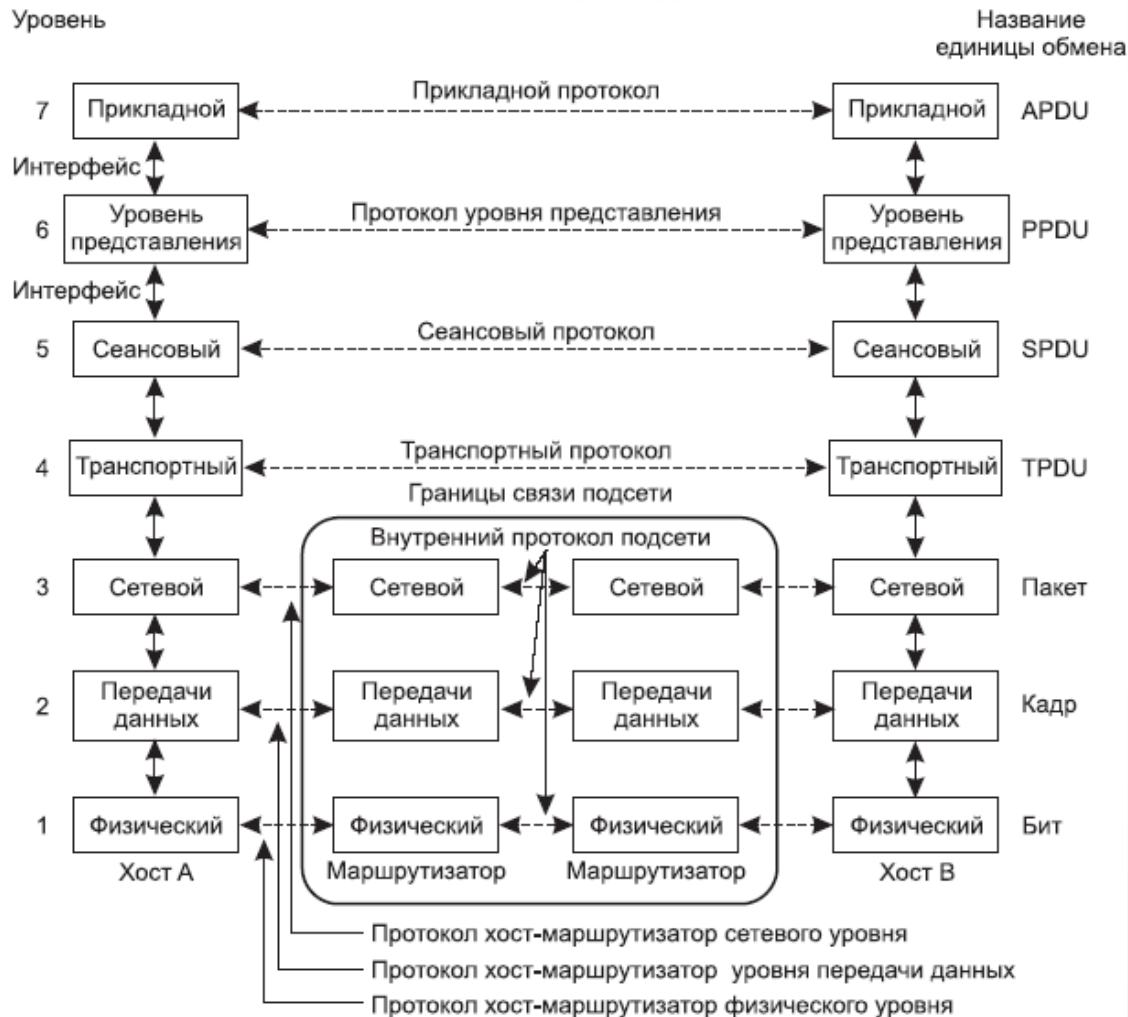 Уровень
Название
единицы обмена
7
Прикладной
Прикладной протокол
Прикладной
APDU
Интерфейс
6
Уровень
представления
Протокол уровня представления
Уровень
представления
PPDU
Интерфейс
5
Сеансовый
Сеансовый протокол
Сеансовый
SPDU
4
Транспортный
Транспортный протокол
Транспортный
TPDU
Границы связи подсети
Внутренний протокол подсети
3
Сетевой
Сетевой
Сетевой
Сетевой
Пакет
2
Передачи
данных
Передачи
данных
Передачи
данных
Передачи
данных
Кадр
1
Физический
Физический
Физический
Физический
Бит
Хост A
Маршрутизатор
Маршрутизатор
Хост B
Протокол хост-маршрутизатор сетевого уровня
Протокол хост-маршрутизатор уровня передачи данных
Протокол хост-маршрутизатор физического уровня